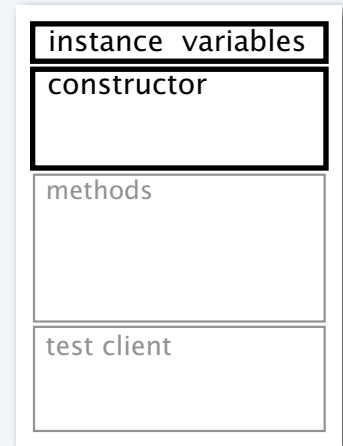 instance variables
constructor
methods
test client